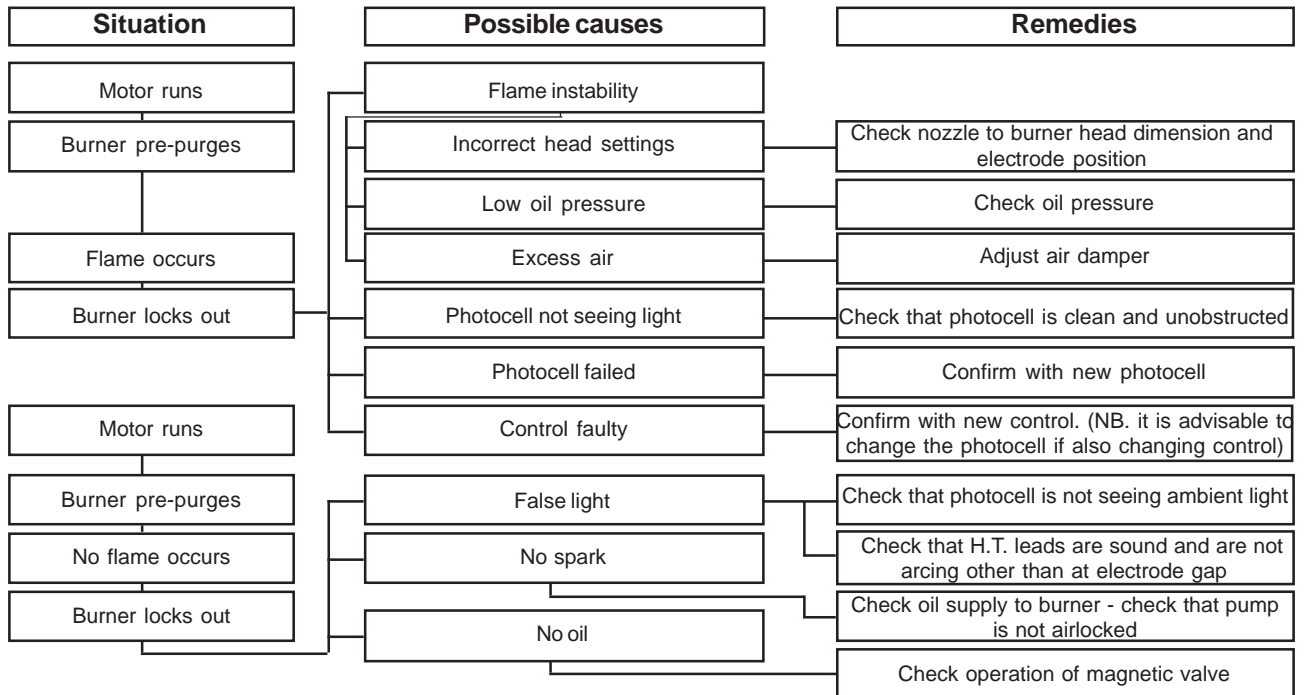 Situation
Possible causes
Remedies
Motor runs
Burner pre-purges
Flame occurs
Burner locks out
Flame instability
Incorrect head settings
Low oil pressure
Excess air
Photocell not seeing light
Photocell failed
Control faulty
Check nozzle to burner head dimension and
electrode position
Check oil pressure
Adjust air damper
Check that photocell is clean and unobstructed
Confirm with new photocell
Confirm with new control. (NB. it is advisable to
change the photocell if also changing control)
Motor runs
Burner pre-purges
No flame occurs
Burner locks out
False light
No spark
No oil
Check that photocell is not seeing ambient light
Check that H.T. leads are sound and are not
arcing other than at electrode gap
Check oil supply to burner - check that pump
is not airlocked
Check operation of magnetic valve